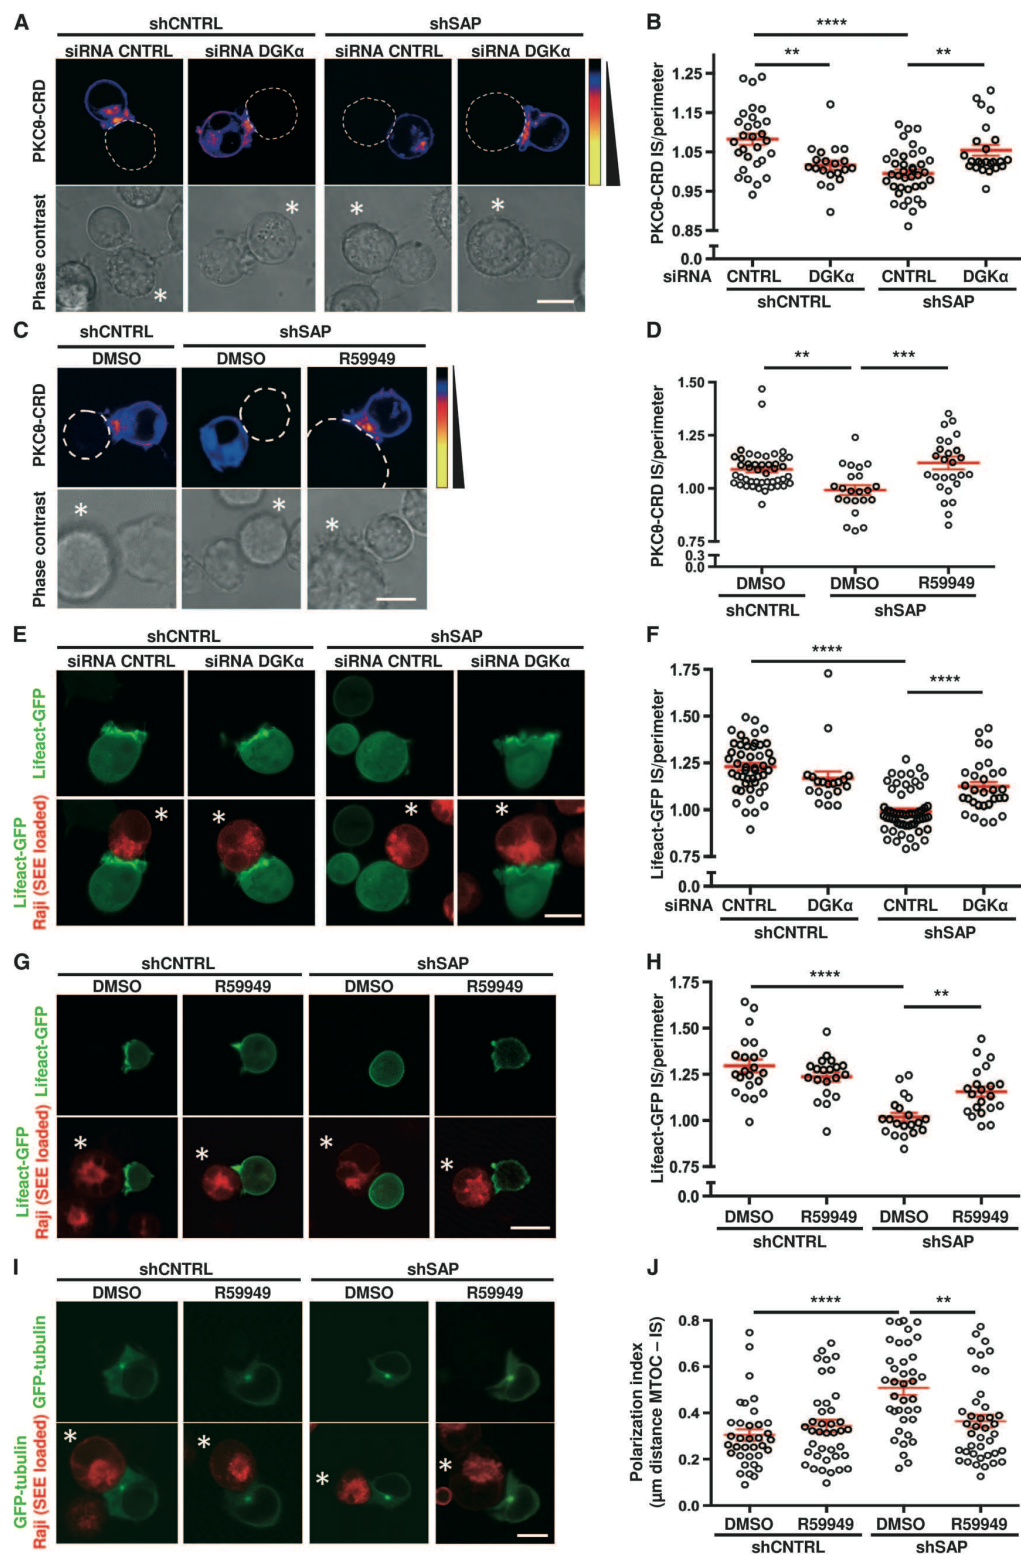 A
shCNTRL
shSAP
siRNA CNTRL
siRNA DGKα
siRNA CNTRL
siRNA DGKα
PKCθ-CRD
Phase contrast
*
*
*
*
B
****
**
**
PKCθ-CRD IS/perimeter
1.25
1.15
1.05
0.95
0.85
0.0
siRNA
CNTRL
DGKα
CNTRL
DGKα
shCNTRL
shSAP
C
shCNTRL
shSAP
DMSO
DMSO
R59949
PKCθ-CRD
Phase contrast
*
*
*
D
**
***
PKCθ-CRD IS/perimeter
1.50
1.25
1.00
0.75
0.3
0.0
DMSO
DMSO
R59949
shCNTRL
shSAP
E
shCNTRL
shSAP
siRNA CNTRL
siRNA DGKα
siRNA CNTRL
siRNA DGKα
Lifeact-GFP
Lifeact-GFP
Raji (SEE loaded)
*
*
*
*
F
****
****
Lifeact-GFP IS/perimeter
1.75
1.50
1.25
1.00
0.75
0.0
siRNA
CNTRL
DGKα
CNTRL
DGKα
shCNTRL
shSAP
G
shCNTRL
shSAP
DMSO
R59949
DMSO
R59949
Lifeact-GFP
Lifeact-GFP
Raji (SEE loaded)
*
*
*
*
H
****
**
Lifeact-GFP IS/perimeter
1.75
1.50
1.25
1.00
0.75
0.0
DMSO
R59949
DMSO
R59949
shCNTRL
shSAP
I
shCNTRL
shSAP
DMSO
R59949
DMSO
R59949
GFP-tubulin
GFP-tubulin
Raji (SEE loaded)
*
*
*
*
J
****
**
Polarization index
(μm distance MTOC – IS)
0.8
0.6
0.4
0.2
0.0
DMSO
R59949
DMSO
R59949
shCNTRL
shSAP